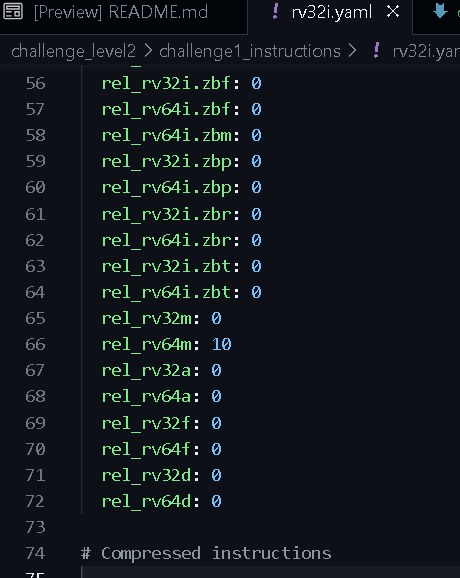 [Preview] README.md
! rv32i.yaml X
challenge_level2 > challenge1_instructions > ! rv32i.yam
56 rel_rv32i.zbf: 0
57 rel_rv64i.zbf: 0
58 rel_rv64i.zbm: 0
59 rel_rv32i.zbp: 0
60 rel_rv64i.zbp: 0
61 rel_rv32i.zbr: 0
62 rel_rv64i.zbr: 0
63 rel_rv32i.zbt: 0
64 rel_rv64i.zbt: 0
65 rel_rv32m: 0
66 rel_rv64m: 10
67 rel_rv32a: 0
68 rel_rv64a: 0
69 rel_rv32f: 0
70 rel_rv64f: 0
71 rel_rv32d: 0
72 rel_rv64d: 0
73
74 # Compressed instructions
75